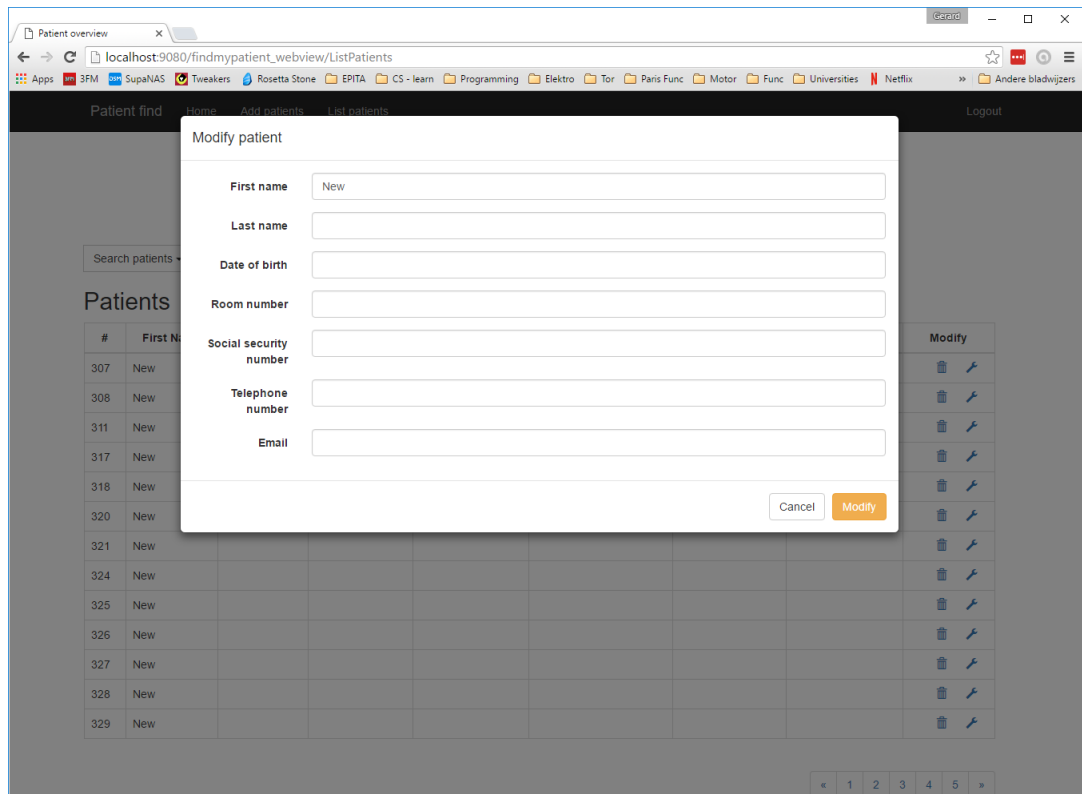 Gerard
Patient overview
localhost:9080/findmypatient_webview/ListPatients
Apps 3FM SupaNAS Tweakers Rosetta Stone EPITA CS - learn Programming Elektro Tor Paris Func Motor Func Universities Netflix » Andere bladwijzers
Patient find Home Add patients List patients Logout
Modify patient
First name New
Last name
Search patients
Date of birth
Patients
Room number
# First Na Modify
Social security
number
307 New
Telephone
number
308 New
311 New
Email
317 New
318 New
320 New
Cancel Modify
321 New
324 New
325 New
326 New
327 New
328 New
329 New
« 1 2 3 4 5 »